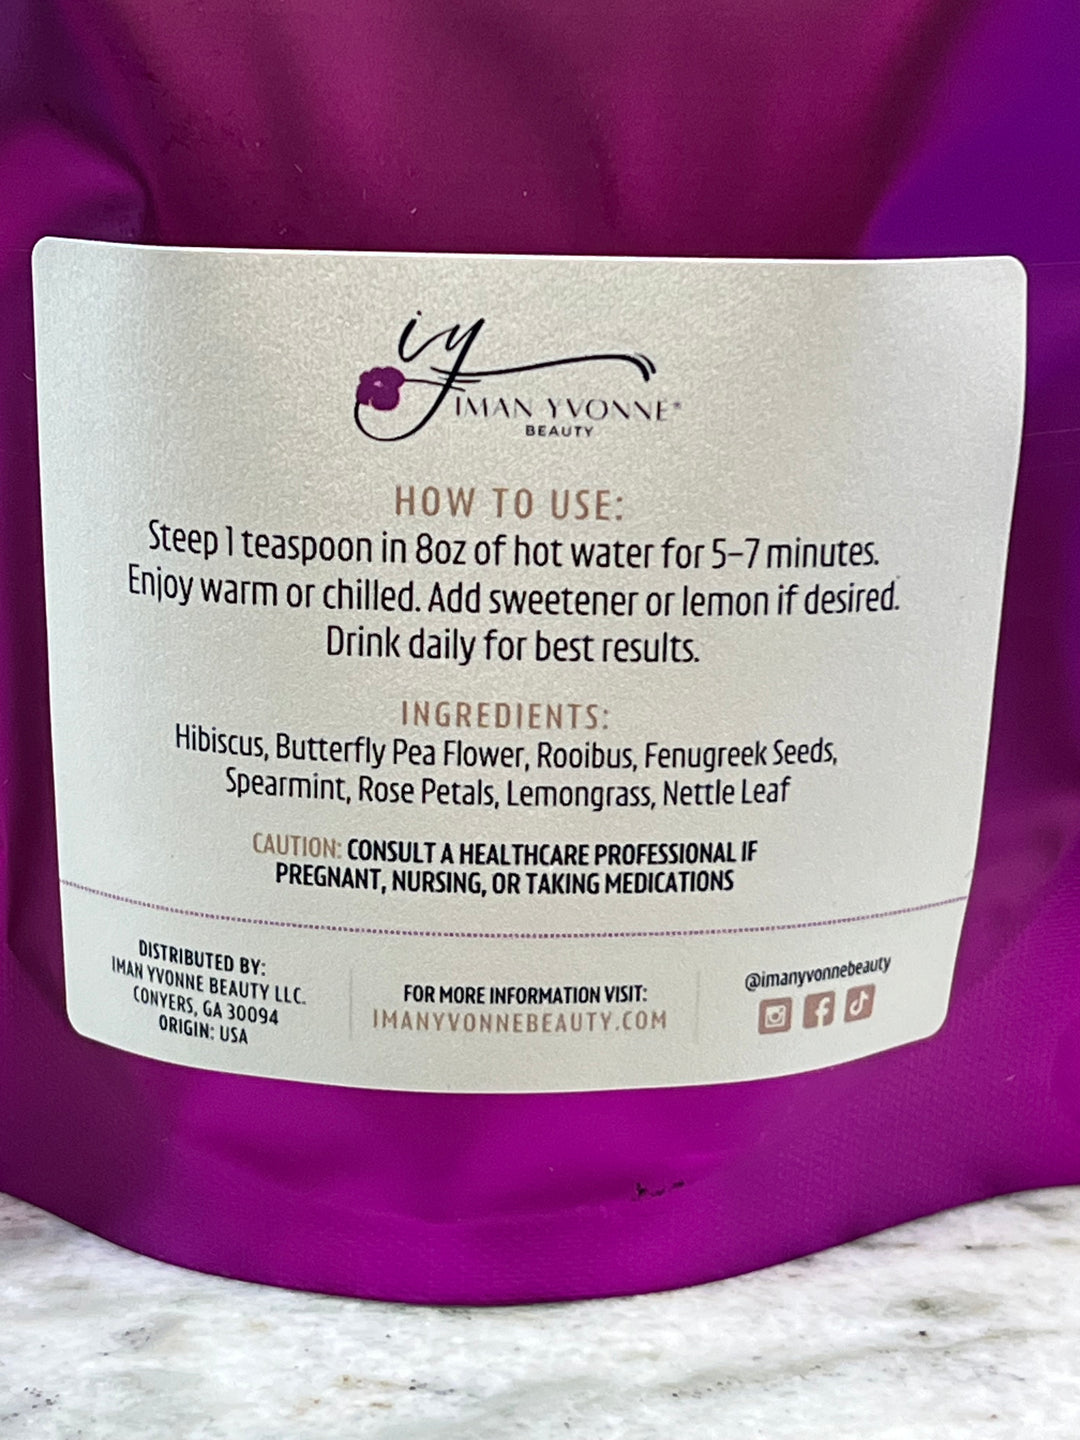 iy
IMAN YVONNE®
BEAUTY
HOW TO USE:
Steep 1 teaspoon in 8oz of hot water for 5–7 minutes.
Enjoy warm or chilled. Add sweetener or lemon if desired.
Drink daily for best results.
INGREDIENTS:
Hibiscus, Butterfly Pea Flower, Rooibus, Fenugreek Seeds,
Spearmint, Rose Petals, Lemongrass, Nettle Leaf
CAUTION: CONSULT A HEALTHCARE PROFESSIONAL IF
PREGNANT, NURSING, OR TAKING MEDICATIONS
DISTRIBUTED BY:
IMAN YVONNE BEAUTY LLC.
CONYERS, GA 30094
ORIGIN: USA
FOR MORE INFORMATION VISIT:
IMANYVONNEBEAUTY.COM
@imanyvonnebeauty